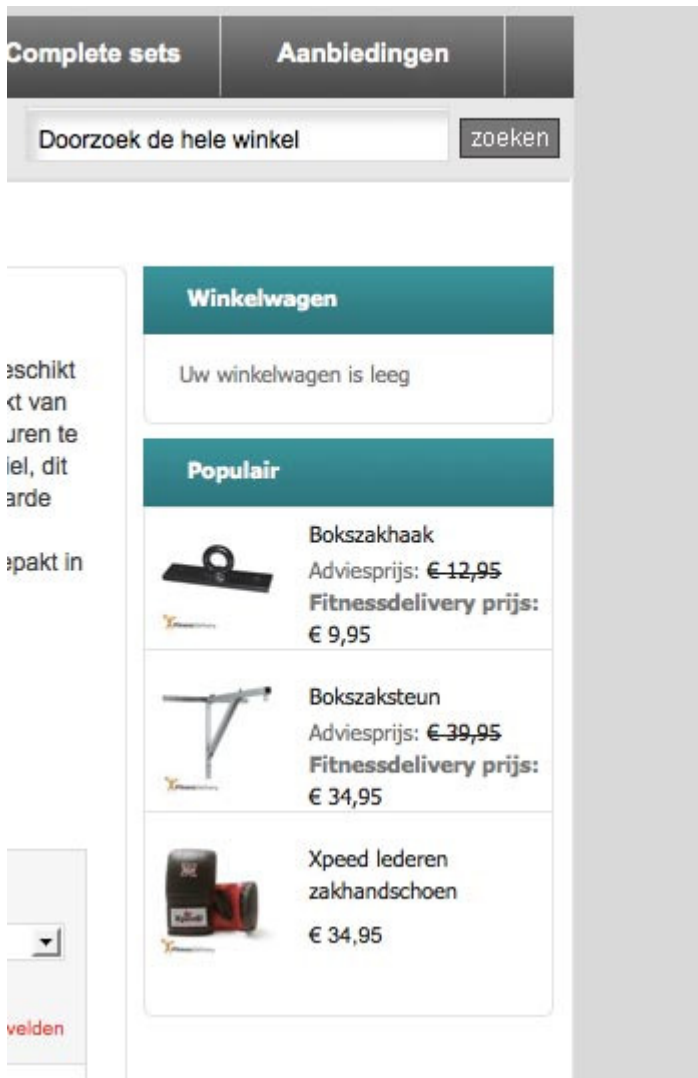 Complete sets
Aanbiedingen
Doorzoek de hele winkel
zoeken
eschikt
kt van
uren te
iel, dit
arde
epakt in
velden
Winkelwagen
Uw winkelwagen is leeg
Populair
Bokszakhaak
Adviesprijs: € 12,95
Fitnessdelivery prijs:
€ 9,95
Bokszaksteun
Adviesprijs: € 39,95
Fitnessdelivery prijs:
€ 34,95
Xpeed lederen
zakhandschoen
€ 34,95